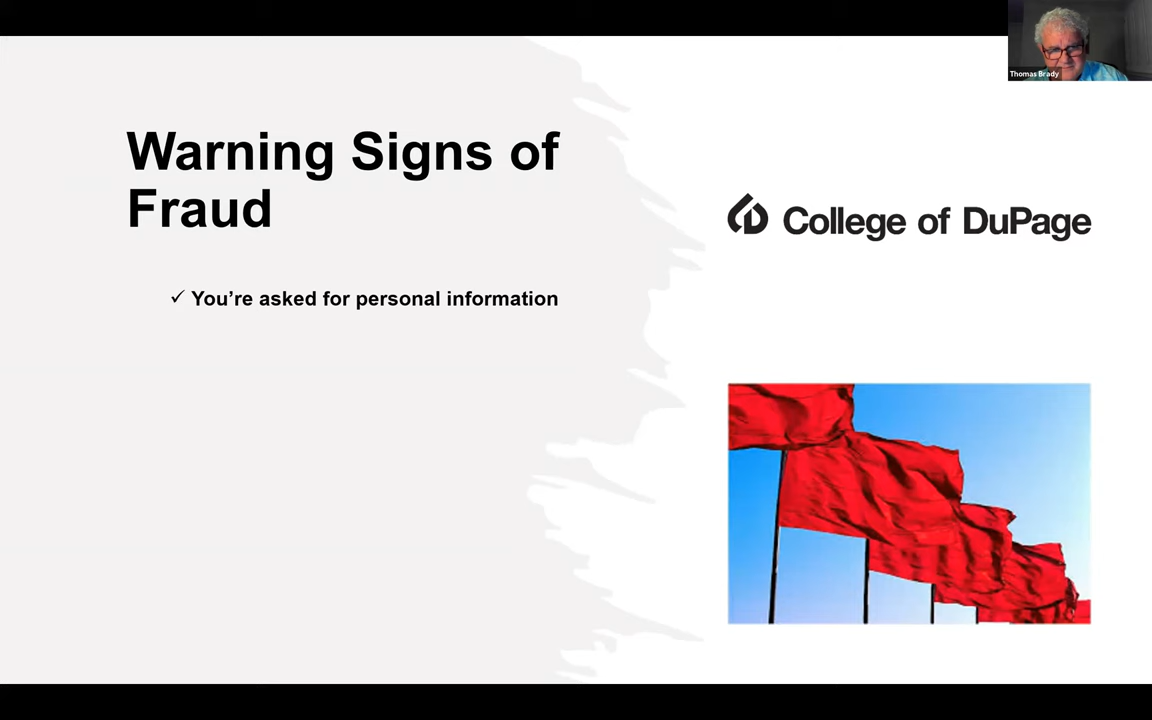 Thomas Brady
Warning Signs of
Fraud
College of DuPage
✓ You’re asked for personal information